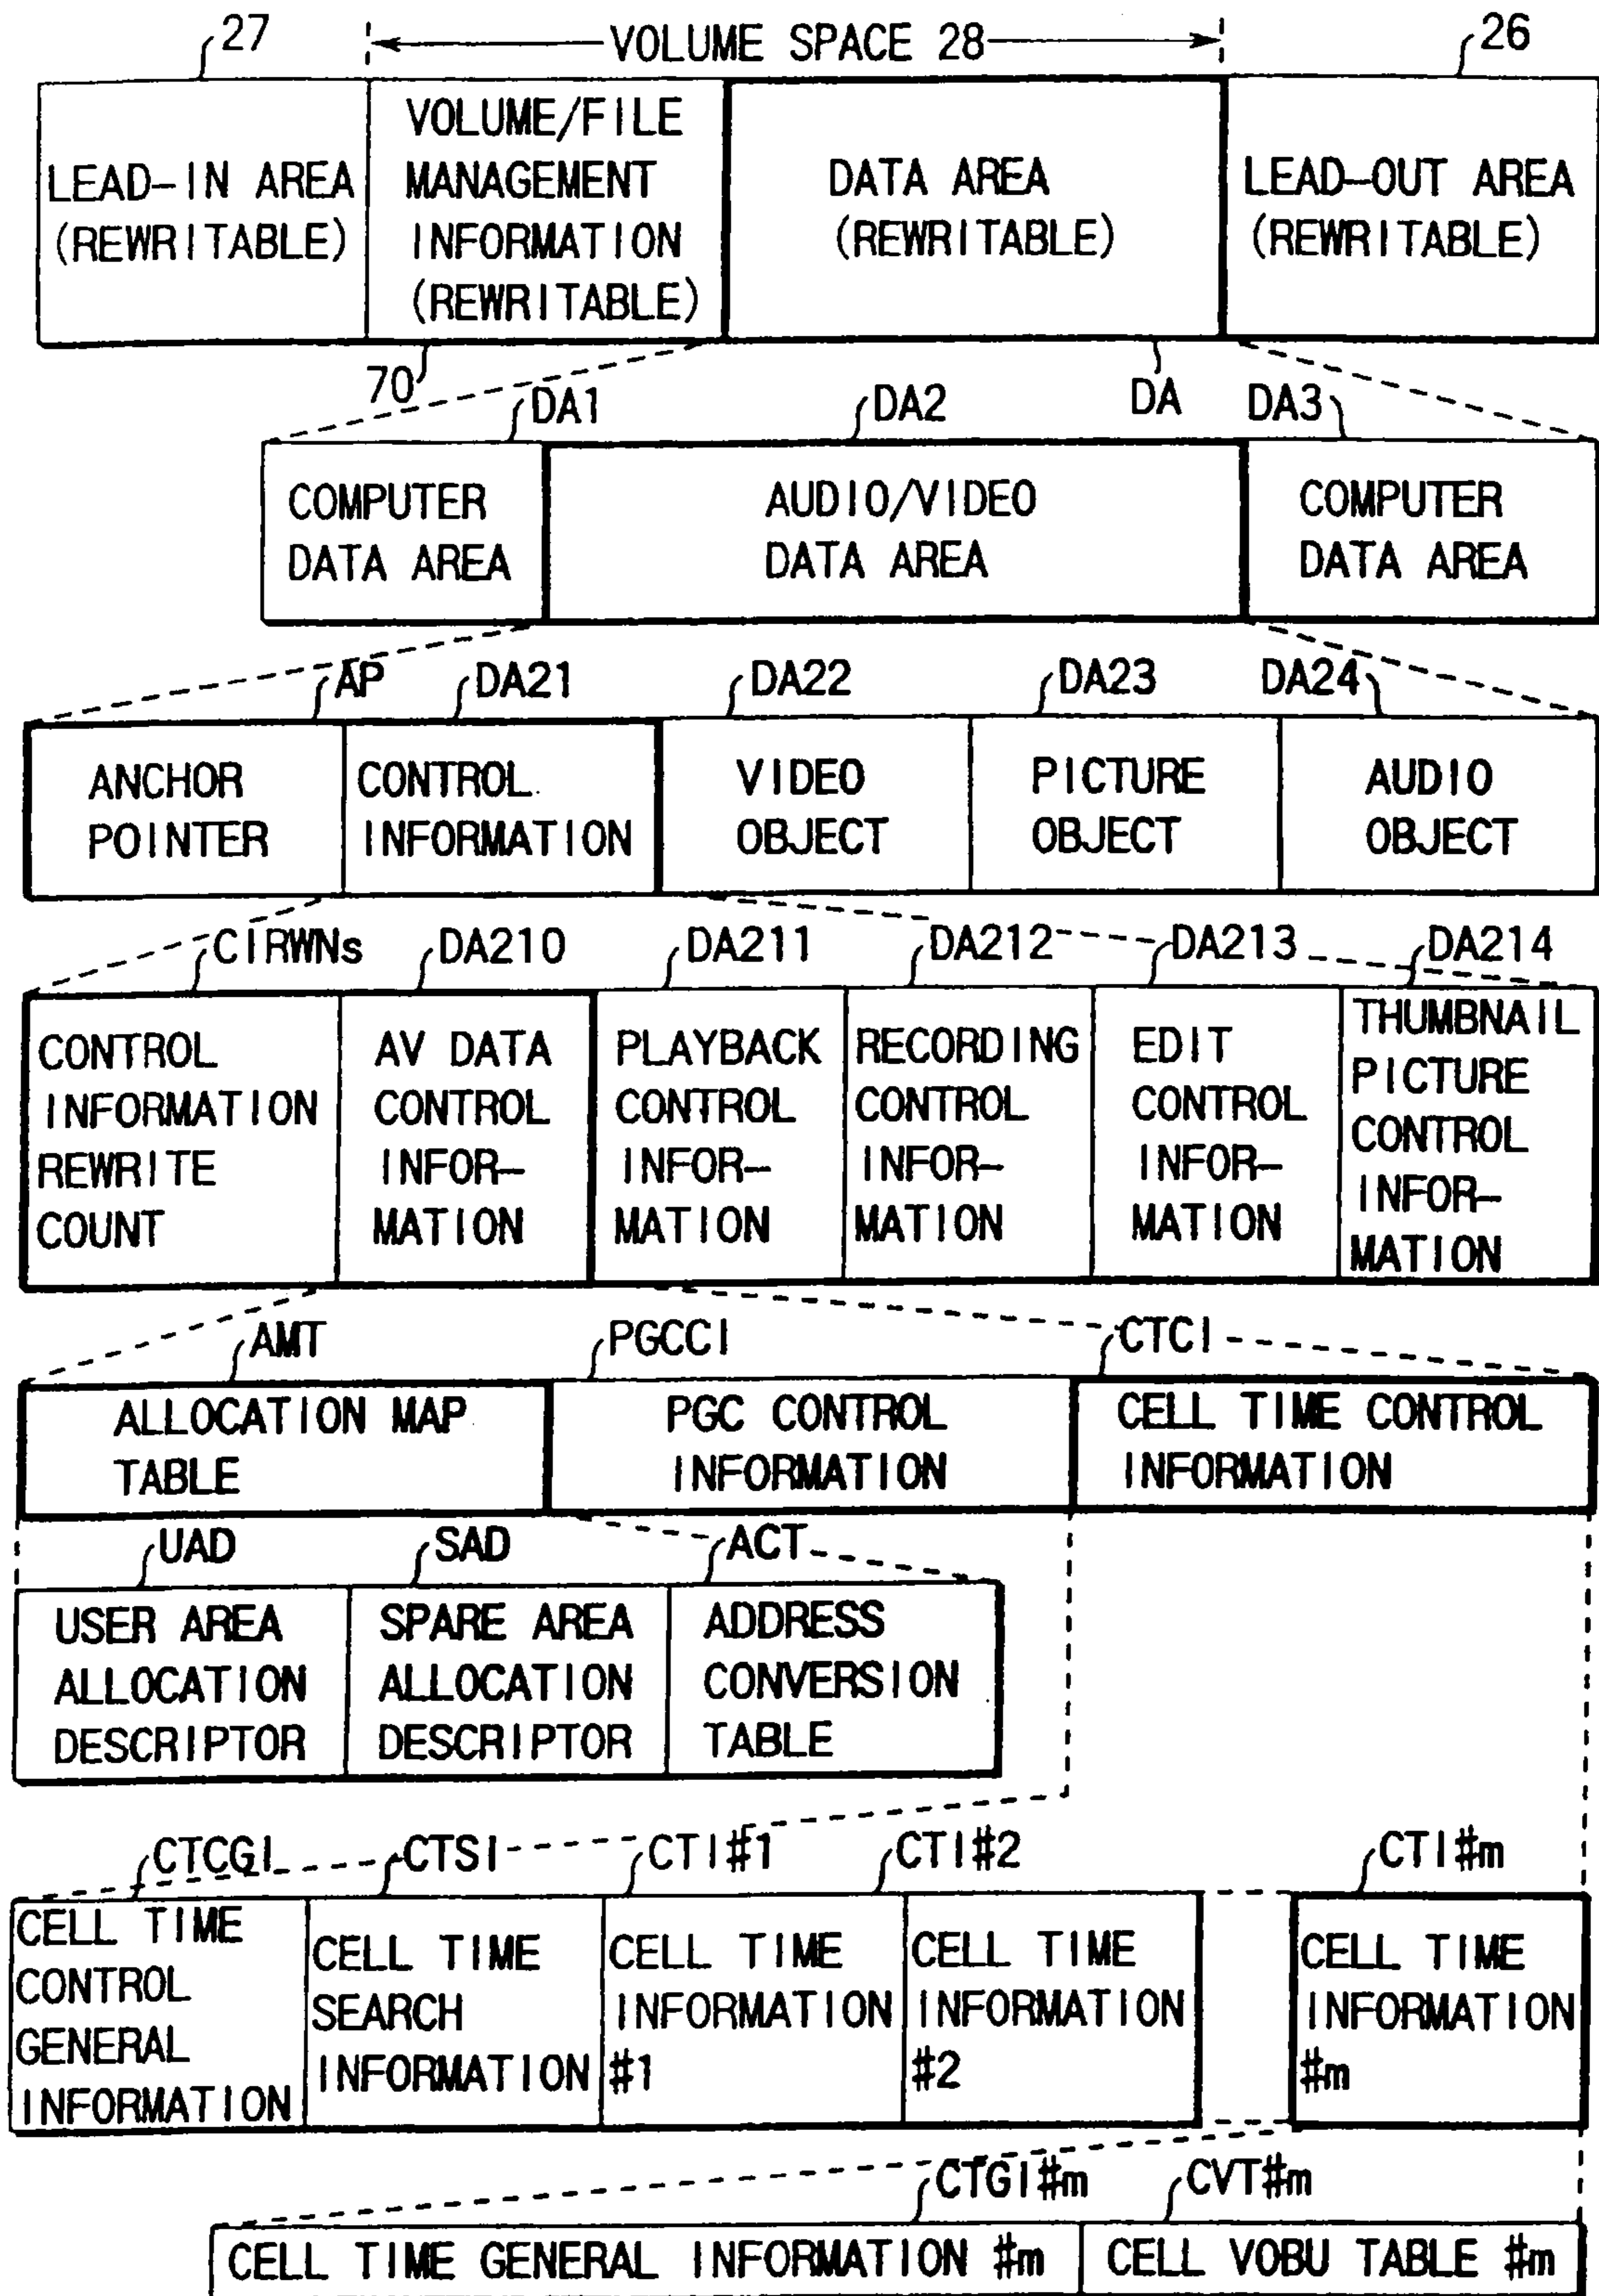 27
VOLUME SPACE 28
26
LEAD-IN AREA
(REWRITABLE)
VOLUME/FILE
MANAGEMENT
INFORMATION
(REWRITABLE)
DATA AREA
(REWRITABLE)
LEAD-OUT AREA
(REWRITABLE)
70
DA1
DA2
DA
DA3
COMPUTER
DATA AREA
AUDIO/VIDEO
DATA AREA
COMPUTER
DATA AREA
AP
DA21
DA22
DA23
DA24
ANCHOR
POINTER
CONTROL
INFORMATION
VIDEO
OBJECT
PICTURE
OBJECT
AUDIO
OBJECT
CIRWNs
DA210
DA211
DA212
DA213
DA214
CONTROL
INFORMATION
REWRITE
COUNT
AV DATA
CONTROL
INFOR-
MATION
PLAYBACK
CONTROL
INFOR-
MATION
RECORDING
CONTROL
INFOR-
MATION
EDIT
CONTROL
INFOR-
MATION
THUMBNAIL
PICTURE
CONTROL
INFOR-
MATION
AMT
PGCCI
CTCI
ALLOCATION MAP
TABLE
PGC CONTROL
INFORMATION
CELL TIME CONTROL
INFORMATION
UAD
SAD
ACT
USER AREA
ALLOCATION
DESCRIPTOR
SPARE AREA
ALLOCATION
DESCRIPTOR
ADDRESS
CONVERSION
TABLE
CTCGI
CTSI
CTI#1
CTI#2
CTI#m
CELL TIME
CONTROL
GENERAL
INFORMATION
CELL TIME
SEARCH
INFORMATION
CELL TIME
INFORMATION
#1
CELL TIME
INFORMATION
#2
CELL TIME
INFORMATION
#m
CTGI#m
CVT#m
CELL TIME GENERAL INFORMATION #m
CELL VOBU TABLE #m